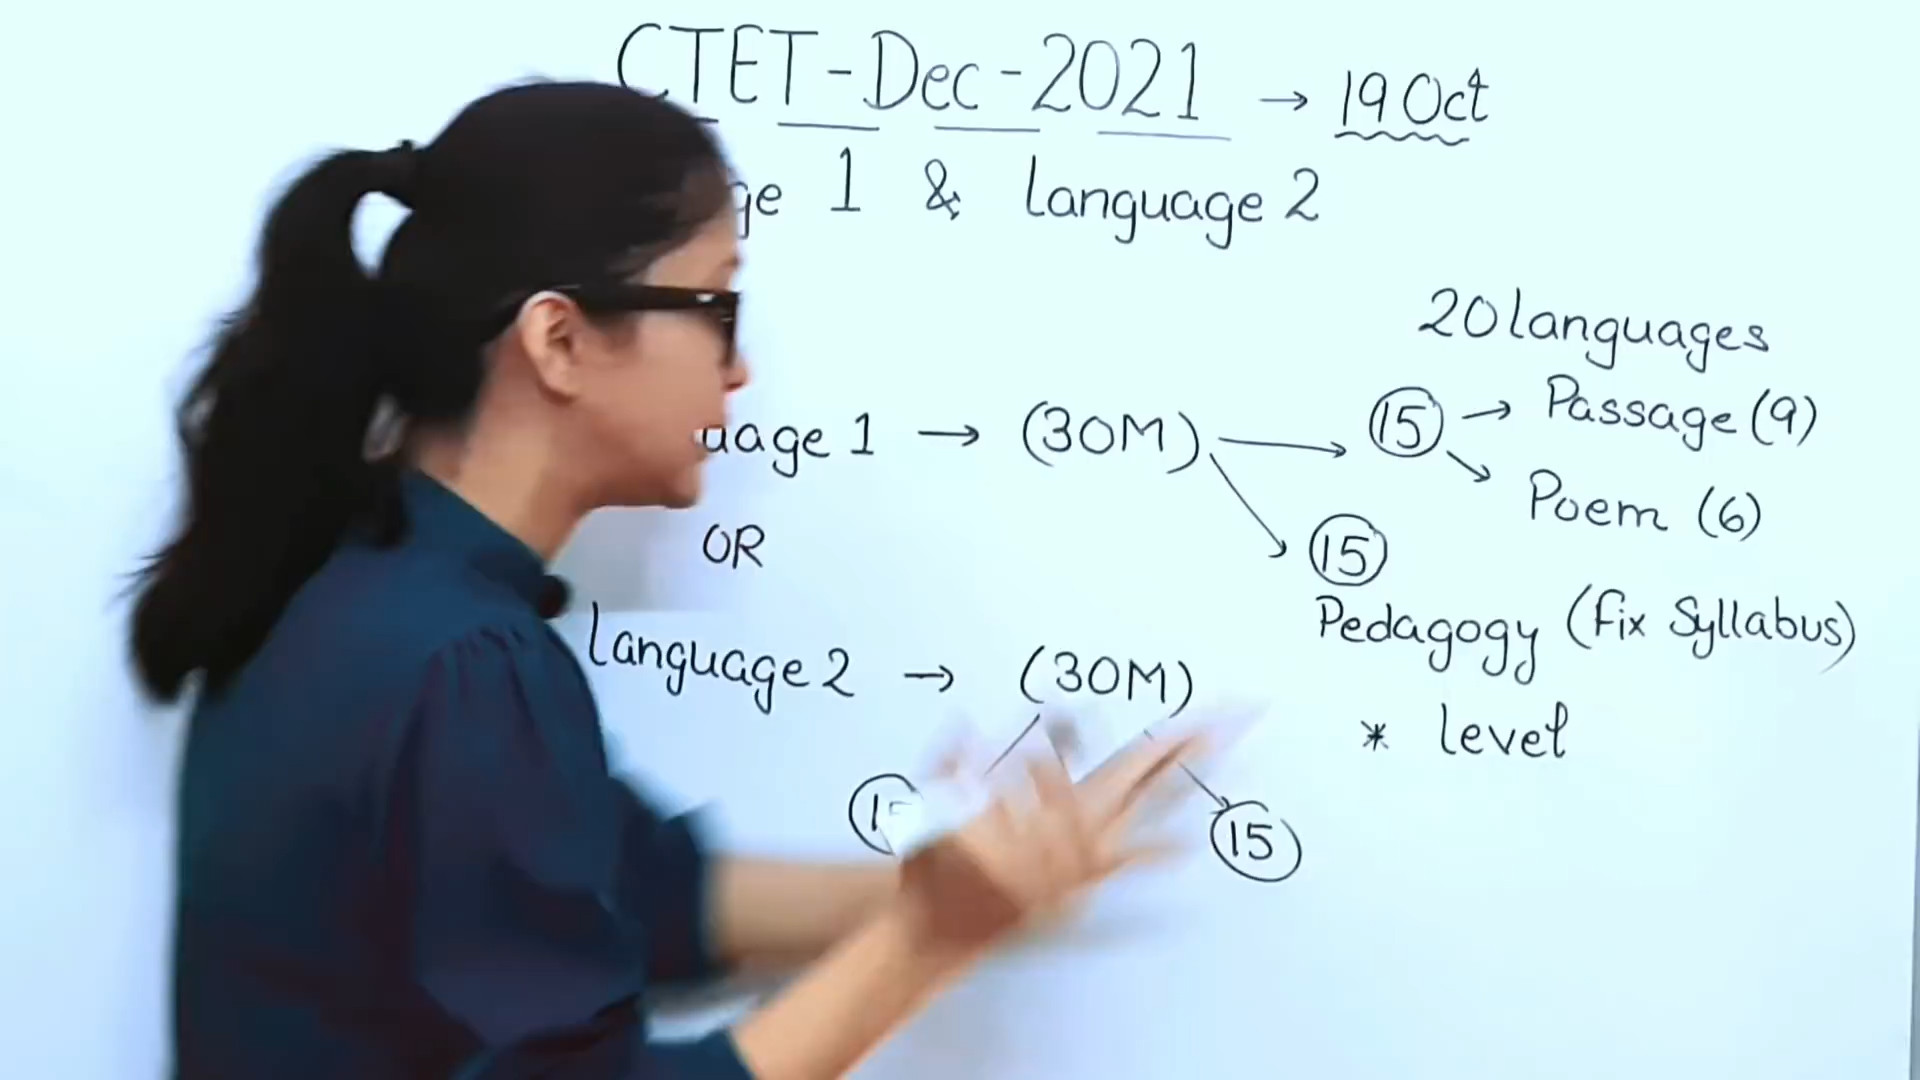 CTET-Dec-2021 → 19 Oct
1 & Language 2
20 languages
1 → (30M) → 15 → Passage (9)
Poem (6)
OR
15
Pedagogy (Fix Syllabus)
Language 2 → (30M)
* level
15